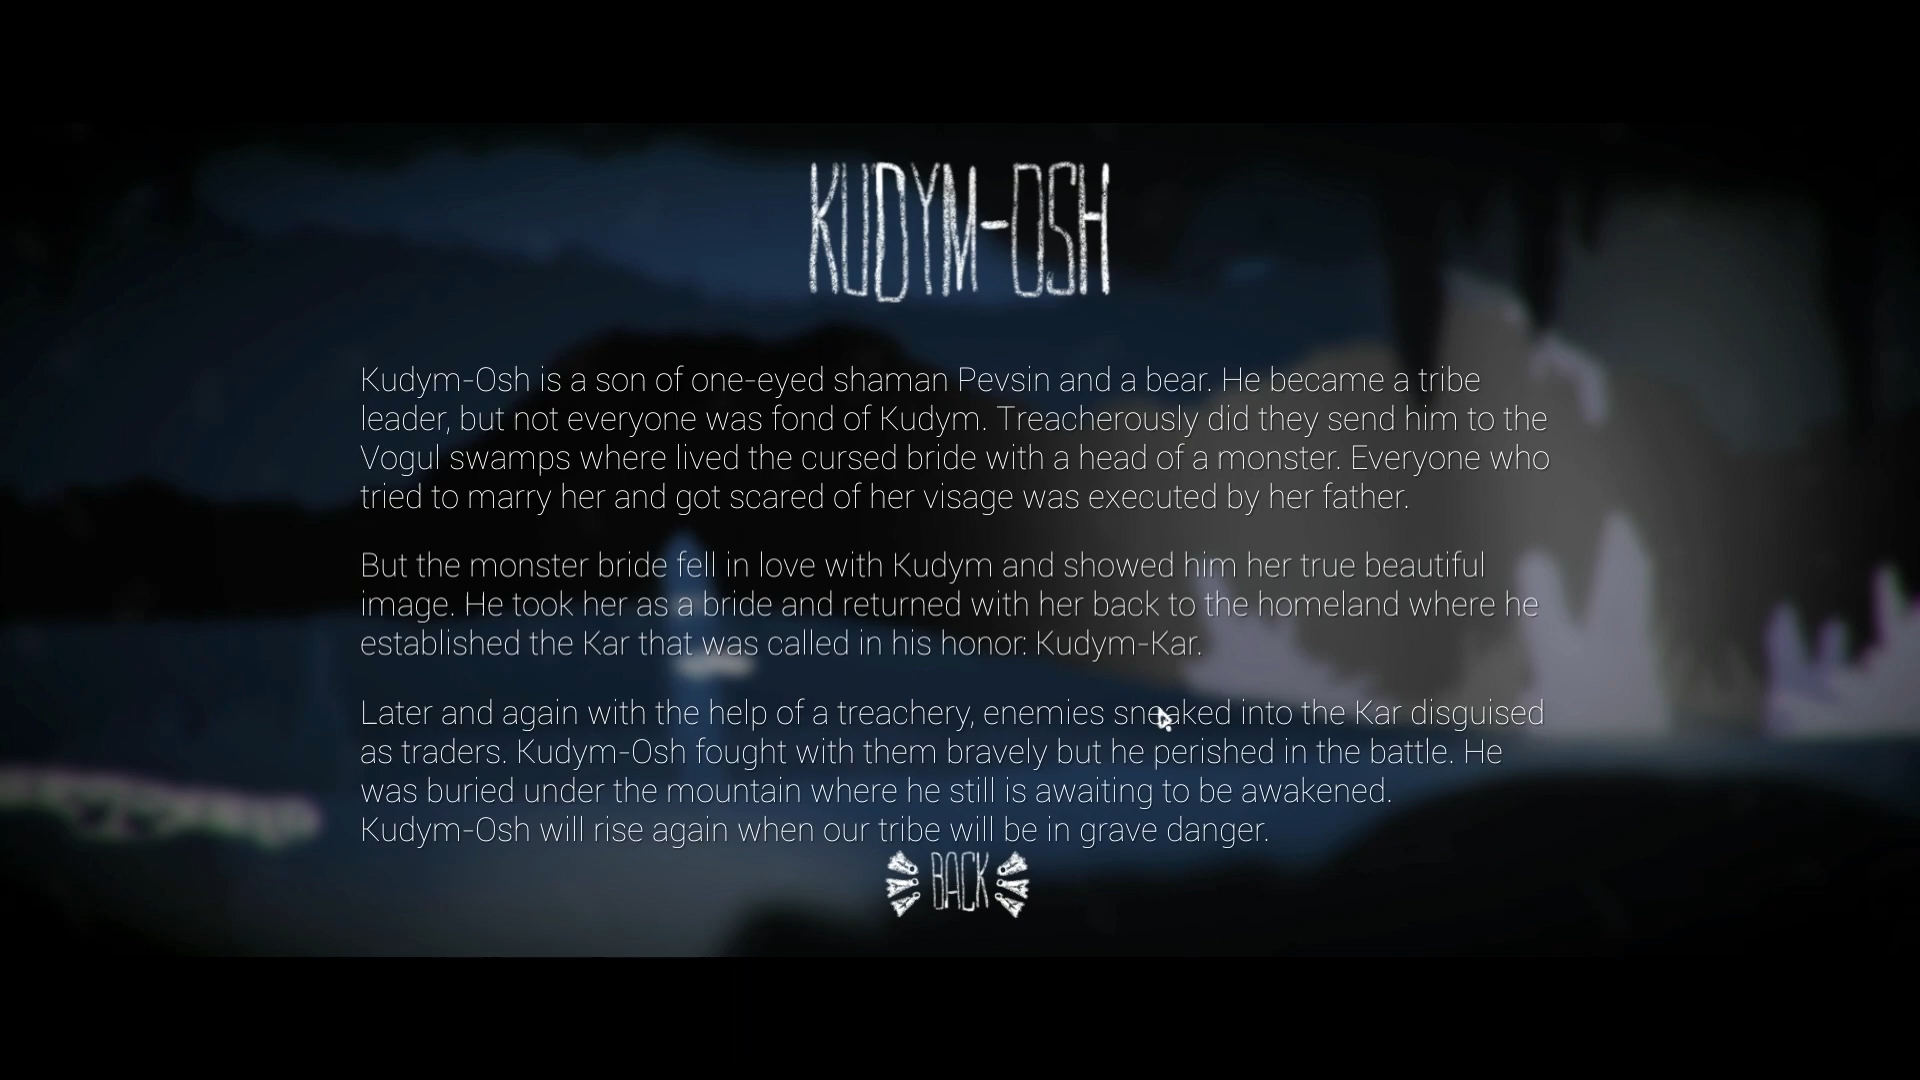 KUDYM-OSH
Kudym-Osh is a son of one-eyed shaman Pevsin and a bear. He became a tribe
leader, but not everyone was fond of Kudym. Treacherously did they send him to the
Vogul swamps where lived the cursed bride with a head of a monster. Everyone who
tried to marry her and got scared of her visage was executed by her father.
But the monster bride fell in love with Kudym and showed him her true beautiful
image. He took her as a bride and returned with her back to the homeland where he
established the Kar that was called in his honor: Kudym-Kar.
Later and again with the help of a treachery, enemies sneaked into the Kar disguised
as traders. Kudym-Osh fought with them bravely but he perished in the battle. He
was buried under the mountain where he still is awaiting to be awakened.
Kudym-Osh will rise again when our tribe will be in grave danger.
BACK